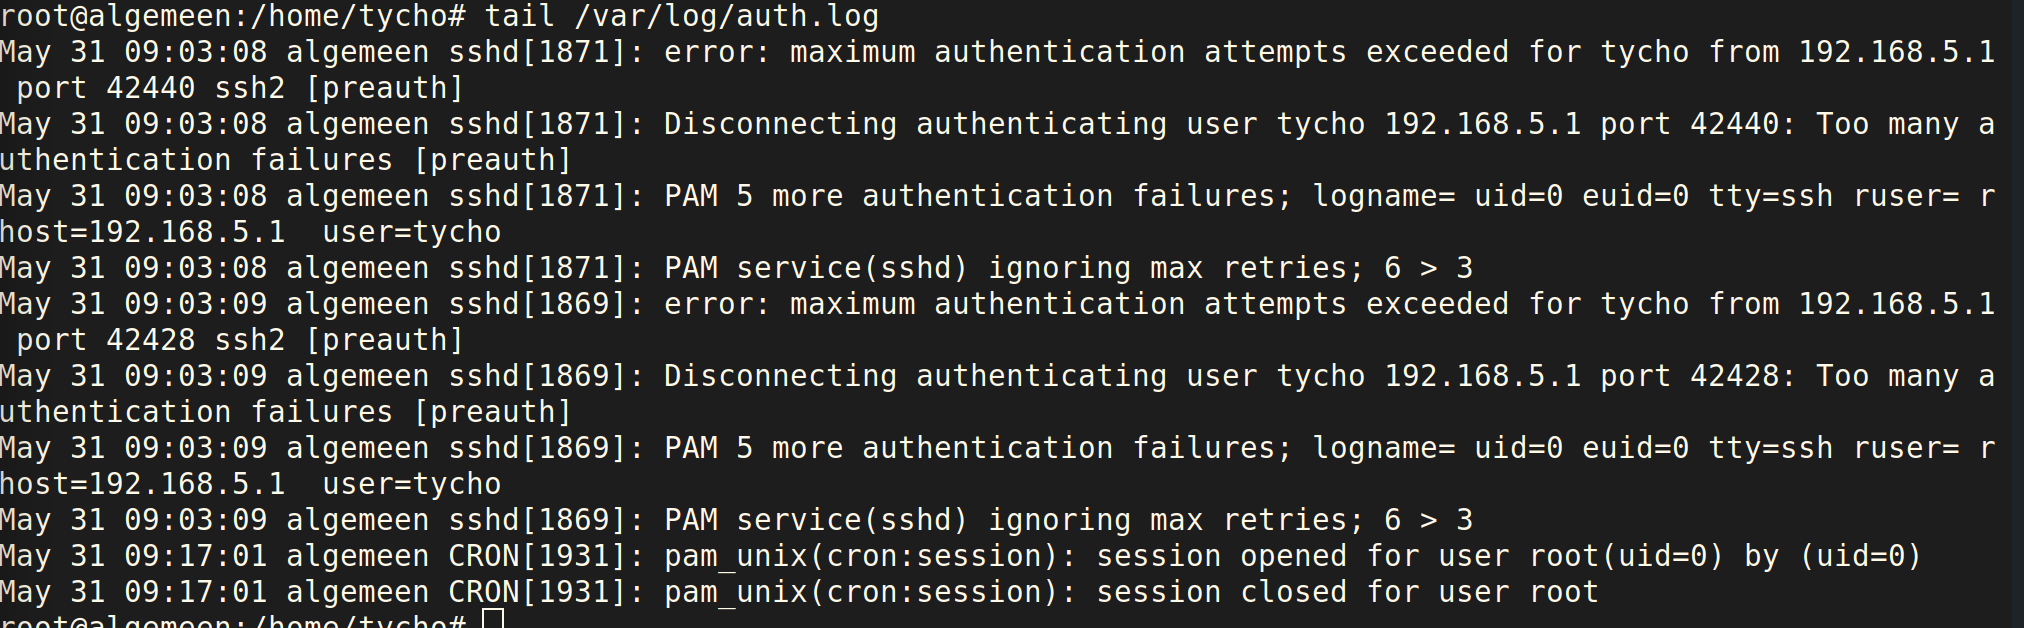 root@algemeen:/home/tycho# tail /var/log/auth.log
May 31 09:03:08 algemeen sshd[1871]: error: maximum authentication attempts exceeded for tycho from 192.168.5.1
 port 42440 ssh2 [preauth]
May 31 09:03:08 algemeen sshd[1871]: Disconnecting authenticating user tycho 192.168.5.1 port 42440: Too many a
uthentication failures [preauth]
May 31 09:03:08 algemeen sshd[1871]: PAM 5 more authentication failures; logname= uid=0 euid=0 tty=ssh ruser= r
host=192.168.5.1  user=tycho
May 31 09:03:08 algemeen sshd[1871]: PAM service(sshd) ignoring max retries; 6 > 3
May 31 09:03:09 algemeen sshd[1869]: error: maximum authentication attempts exceeded for tycho from 192.168.5.1
 port 42428 ssh2 [preauth]
May 31 09:03:09 algemeen sshd[1869]: Disconnecting authenticating user tycho 192.168.5.1 port 42428: Too many a
uthentication failures [preauth]
May 31 09:03:09 algemeen sshd[1869]: PAM 5 more authentication failures; logname= uid=0 euid=0 tty=ssh ruser= r
host=192.168.5.1  user=tycho
May 31 09:03:09 algemeen sshd[1869]: PAM service(sshd) ignoring max retries; 6 > 3
May 31 09:17:01 algemeen CRON[1931]: pam_unix(cron:session): session opened for user root(uid=0) by (uid=0)
May 31 09:17:01 algemeen CRON[1931]: pam_unix(cron:session): session closed for user root
root@algemeen:/home/tycho#